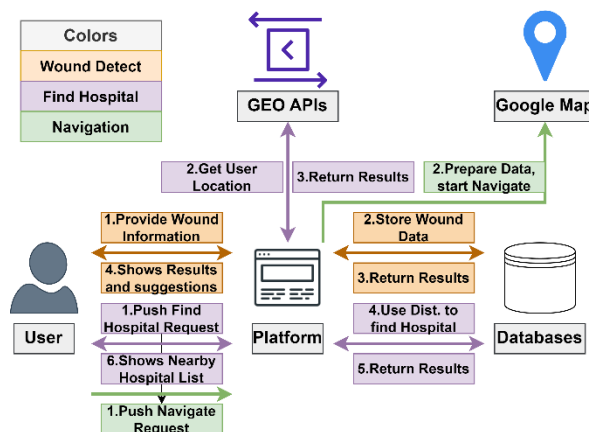 Colors
Wound Detect
Find Hospital
Navigation
GEO APIs
Google Map
2.Get User
Location
3.Return Results
2.Prepare Data,
start Navigate
1.Provide Wound
Information
2.Store Wound
Data
4.Shows Results
and suggestions
3.Return Results
User
1.Push Find
Hospital Request
Platform
4.Use Dist. to
find Hospital
Databases
6.Shows Nearby
Hospital List
5.Return Results
1.Push Navigate
Request